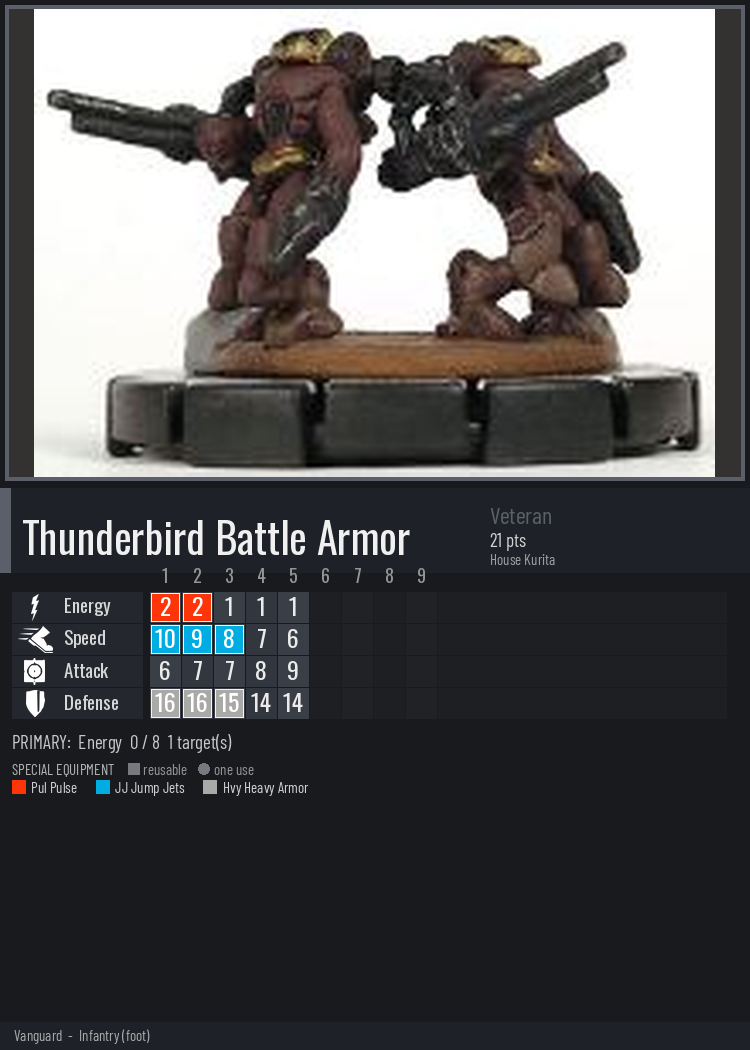 Thunderbird Battle Armor
Veteran
21 pts
House Kurita
1 2 3 4 5 6 7 8 9
Energy 2 2 1 1 1
Speed 10 9 8 7 6
Attack 6 7 7 8 9
Defense 16 16 15 14 14
PRIMARY: Energy 0 / 8 1 target(s)
SPECIAL EQUIPMENT reusable one use
Pul Pulse JJ Jump Jets Hvy Heavy Armor
Vanguard - Infantry (foot)